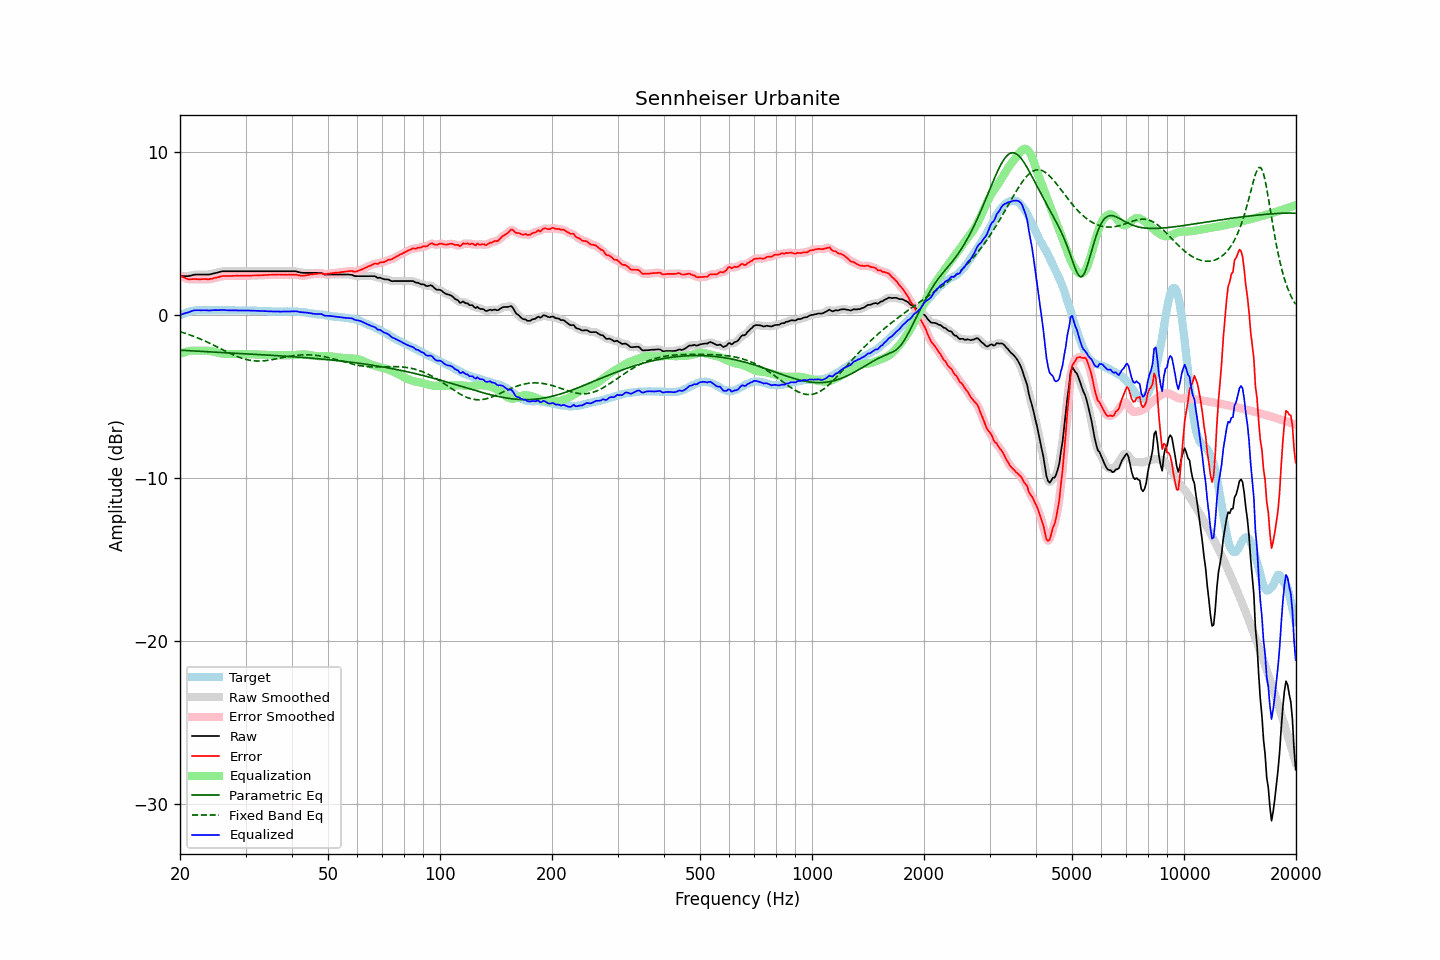 Sennheiser Urbanite
10
0
−10
−20
−30
Amplitude (dBr)
Target
Raw Smoothed
Error Smoothed
Raw
Error
Equalization
Parametric Eq
Fixed Band Eq
Equalized
20 50 100 200 500 1000 2000 5000 10000 20000
Frequency (Hz)